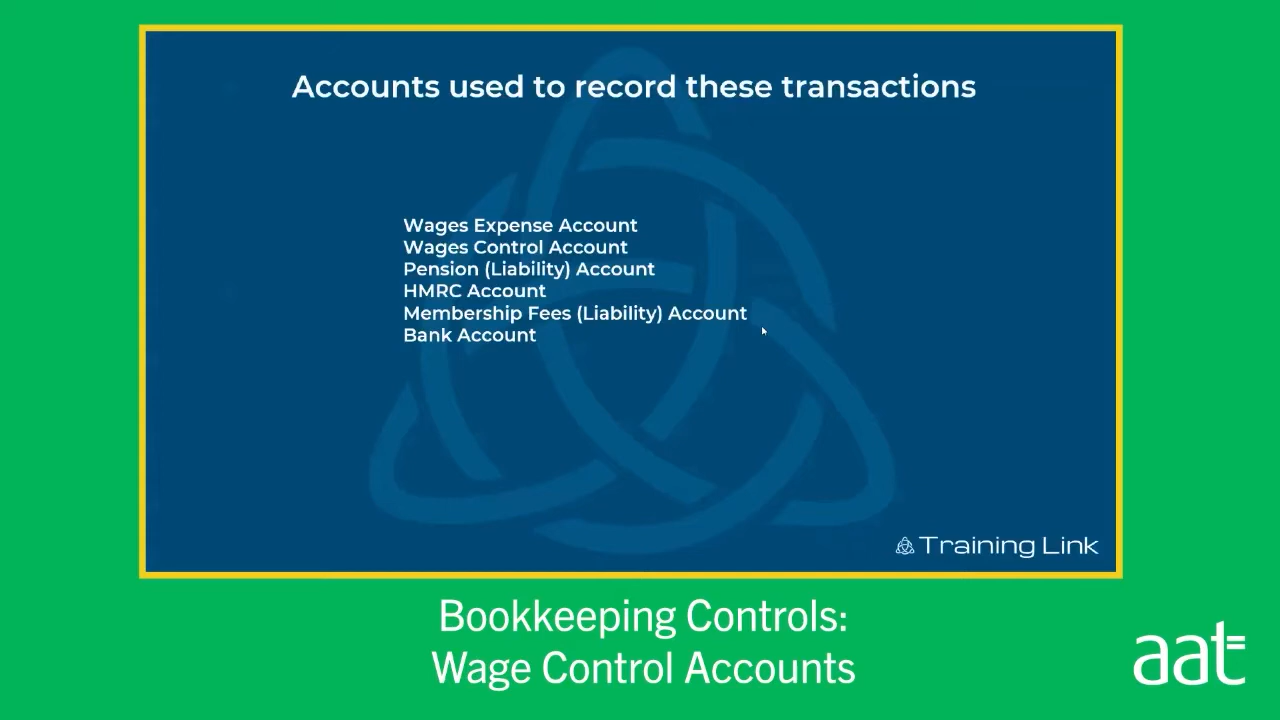 Accounts used to record these transactions
Wages Expense Account
Wages Control Account
Pension (Liability) Account
HMRC Account
Membership Fees (Liability) Account
Bank Account
Training Link
Bookkeeping Controls:
Wage Control Accounts
aat